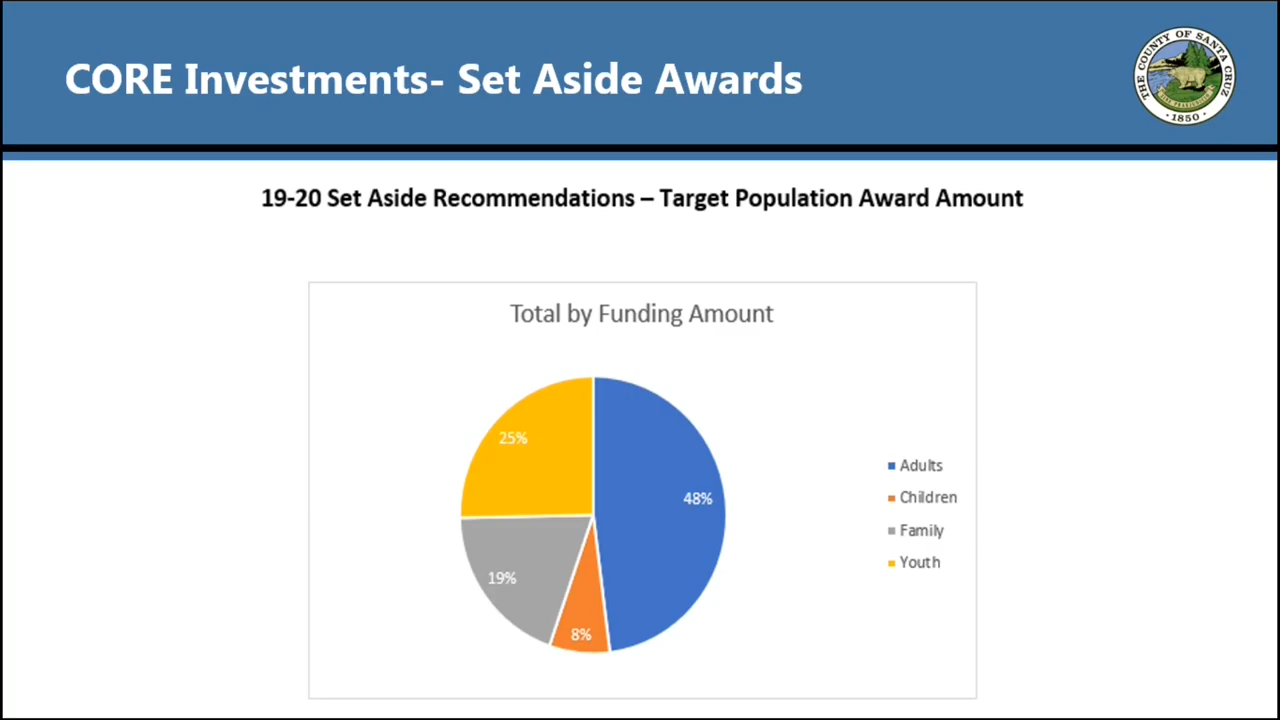 CORE Investments- Set Aside Awards
THE COUNTY OF SANTA CRUZ
· 1850 ·
19-20 Set Aside Recommendations – Target Population Award Amount
Total by Funding Amount
25%
48%
19%
8%
Adults
Children
Family
Youth